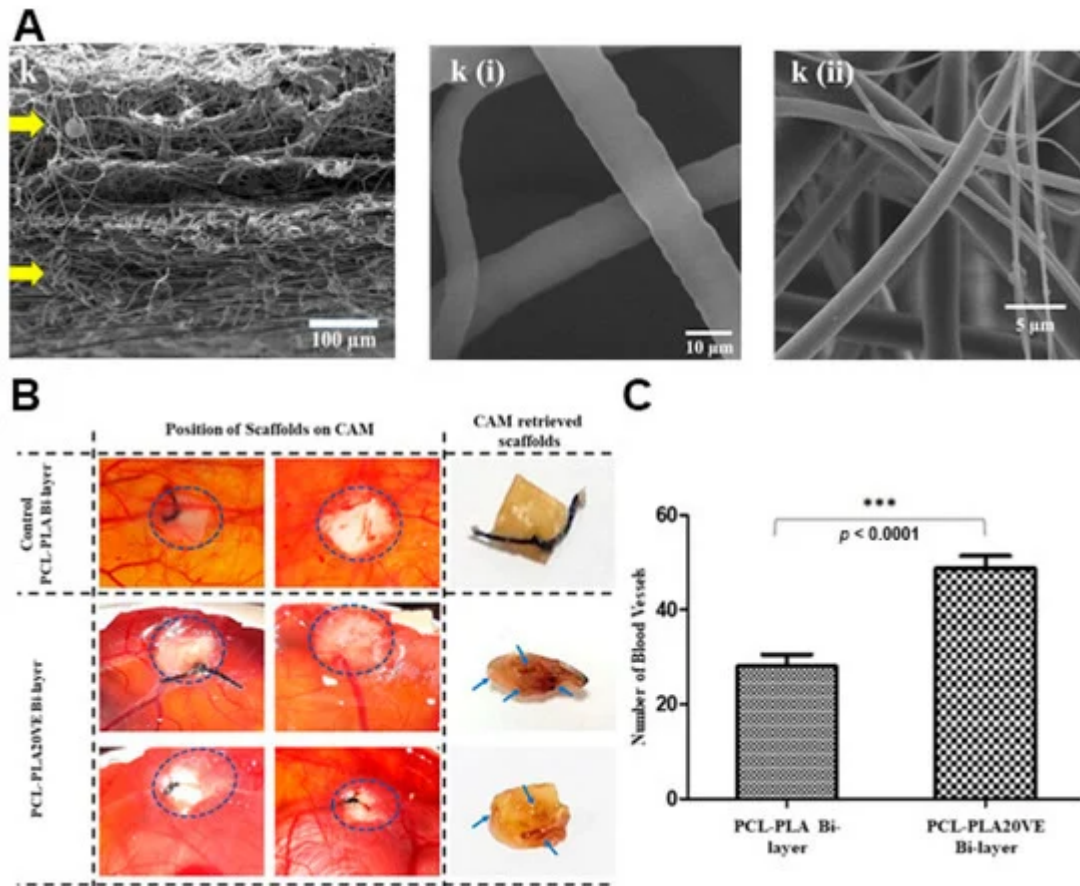 A
k
100 µm
k (i)
10 µm
k (ii)
5 µm
B
Position of Scaffolds on CAM
CAM retrieved
scaffolds
Control
PCL-PLA Bi-layer
PCL-PLA20VE Bi-layer
C
Number of Blood Vessels
60
40
20
0
***
p < 0.0001
PCL-PLA Bi-
layer
PCL-PLA20VE
Bi-layer